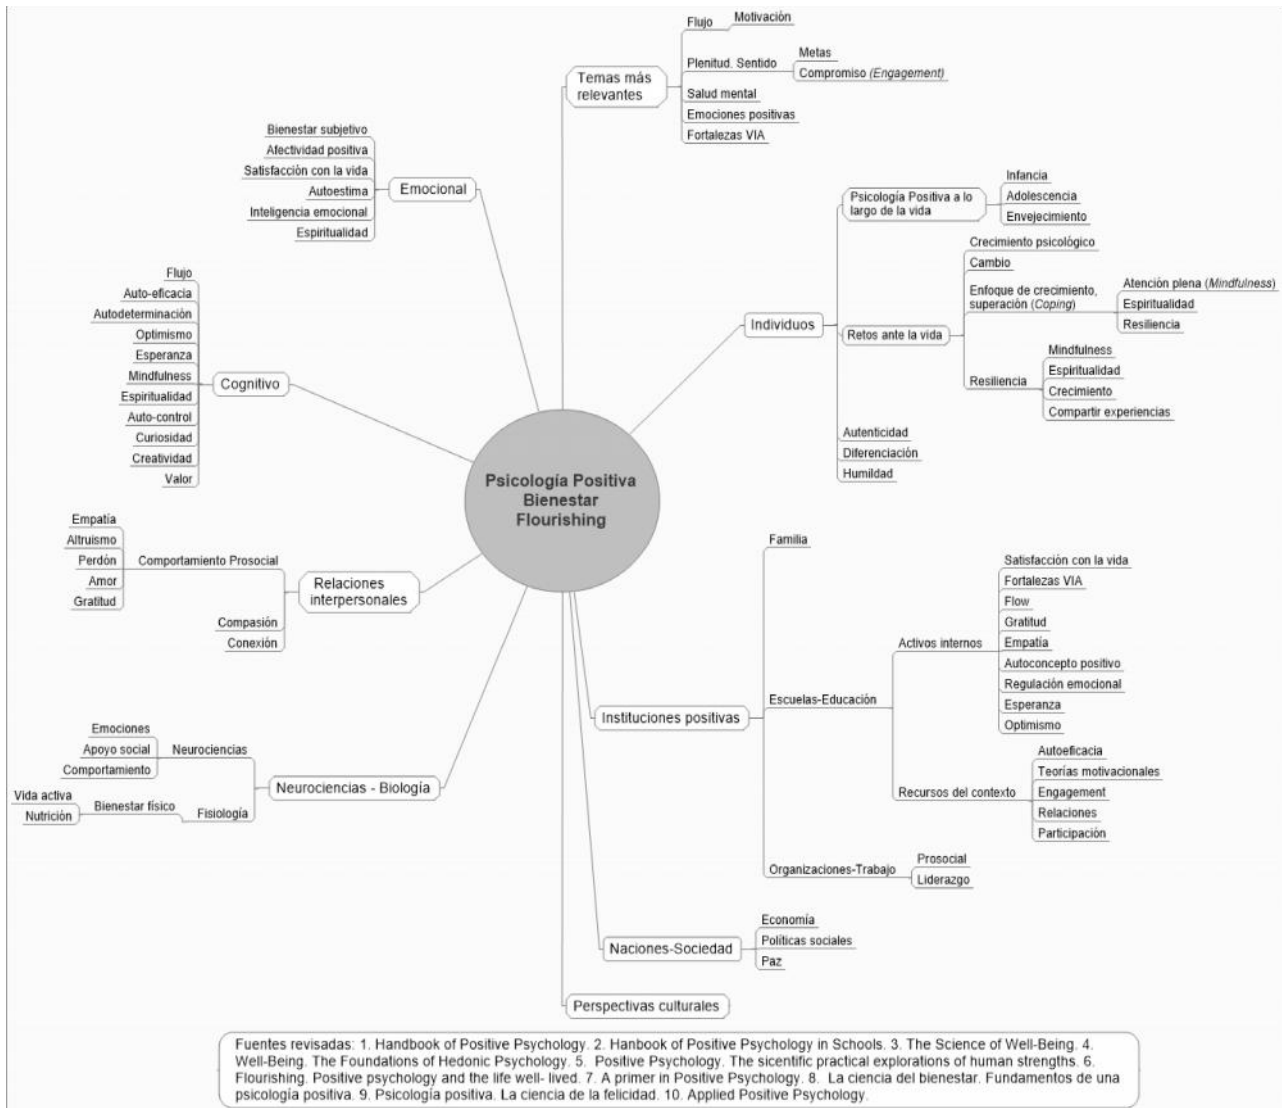 Temas más
relevantes
Flujo
Motivación
Plenitud. Sentido
Metas
Compromiso (Engagement)
Salud mental
Emociones positivas
Fortalezas VIA
Emocional
Bienestar subjetivo
Afectividad positiva
Satisfacción con la vida
Autoestima
Inteligencia emocional
Espiritualidad
Individuos
Psicología Positiva a lo
largo de la vida
Infancia
Adolescencia
Envejecimiento
Retos ante la vida
Crecimiento psicológico
Cambio
Enfoque de crecimiento,
superación (Coping)
Atención plena (Mindfulness)
Espiritualidad
Resiliencia
Resiliencia
Mindfulness
Espiritualidad
Crecimiento
Compartir experiencias
Autenticidad
Diferenciación
Humildad
Cognitivo
Flujo
Auto-eficacia
Autodeterminación
Optimismo
Esperanza
Mindfulness
Espiritualidad
Auto-control
Curiosidad
Creatividad
Valor
Psicología Positiva
Bienestar
Flourishing
Relaciones
interpersonales
Comportamiento Prosocial
Empatía
Altruismo
Perdón
Amor
Gratitud
Compasión
Conexión
Instituciones positivas
Familia
Escuelas-Educación
Activos internos
Satisfacción con la vida
Fortalezas VIA
Flow
Gratitud
Empatía
Autoconcepto positivo
Regulación emocional
Esperanza
Optimismo
Recursos del contexto
Autoeficacia
Teorías motivacionales
Engagement
Relaciones
Participación
Organizaciones-Trabajo
Prosocial
Liderazgo
Neurociencias - Biología
Neurociencias
Emociones
Apoyo social
Comportamiento
Fisiología
Bienestar físico
Vida activa
Nutrición
Naciones-Sociedad
Economía
Políticas sociales
Paz
Perspectivas culturales
Fuentes revisadas: 1. Handbook of Positive Psychology. 2. Hanbook of Positive Psychology in Schools. 3. The Science of Well-Being. 4.
Well-Being. The Foundations of Hedonic Psychology. 5. Positive Psychology. The sicentific practical explorations of human strengths. 6.
Flourishing. Positive psychology and the life well- lived. 7. A primer in Positive Psychology. 8. La ciencia del bienestar. Fundamentos de una
psicología positiva. 9. Psicología positiva. La ciencia de la felicidad. 10. Applied Positive Psychology.